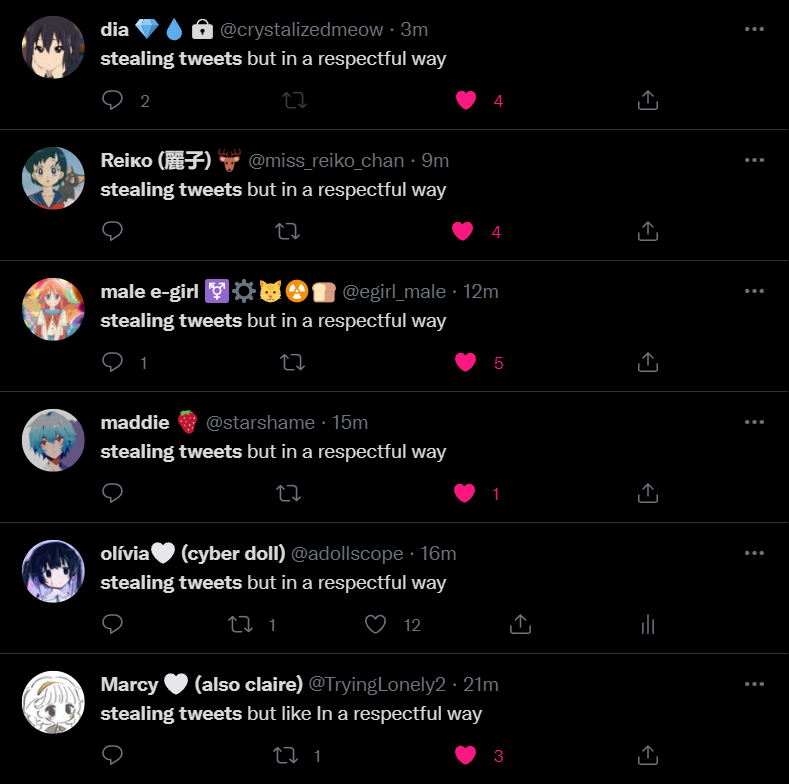 dia 💎💧🔒 @crystalizedmeow · 3m
stealing tweets but in a respectful way
2 4
Reiкo (麗子) 🦌 @miss_reiko_chan · 9m
stealing tweets but in a respectful way
4
male e-girl ⚧️⚙️🐱☢️🍞 @egirl_male · 12m
stealing tweets but in a respectful way
1 5
maddie 🍓 @starshame · 15m
stealing tweets but in a respectful way
1
olívia🤍 (cyber doll) @adollscope · 16m
stealing tweets but in a respectful way
1 12
Marcy 🤍 (also claire) @TryingLonely2 · 21m
stealing tweets but like In a respectful way
1 3